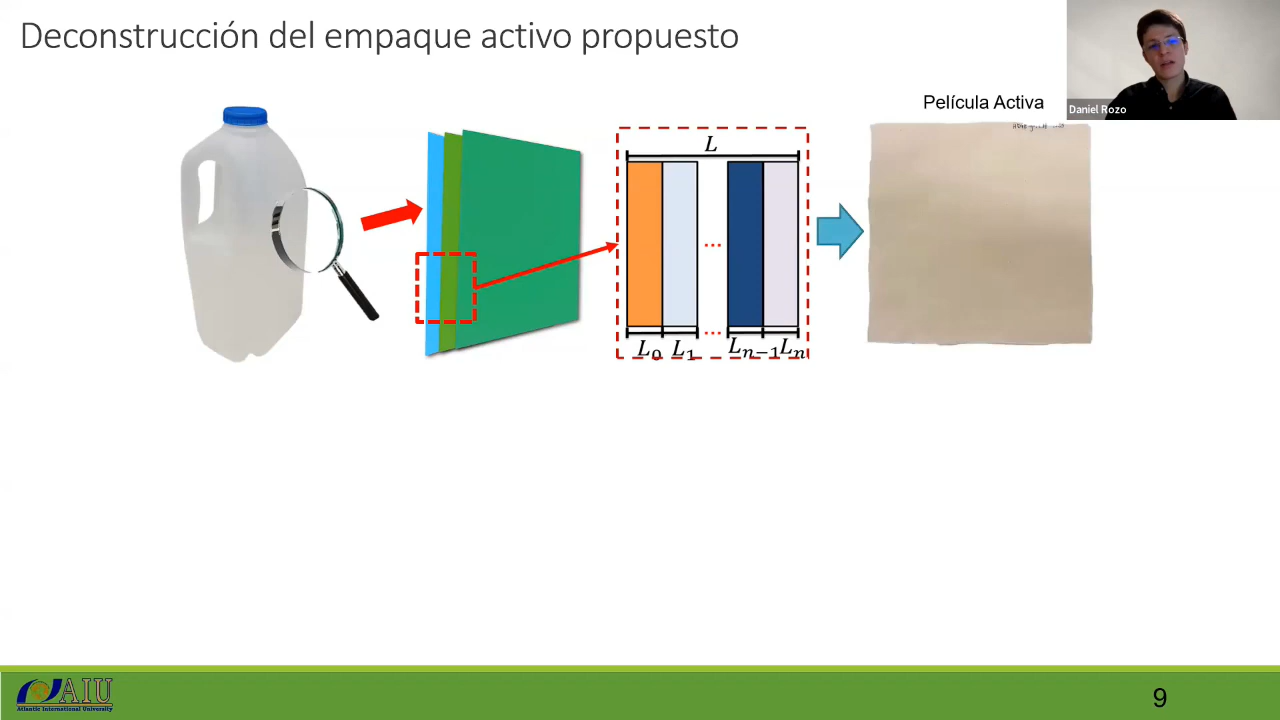 Deconstrucción del empaque activo propuesto
Daniel Rozo
Película Activa
L
...
...
L₀ L₁ Lₙ₋₁ Lₙ
AIU
Atlantic International University
9